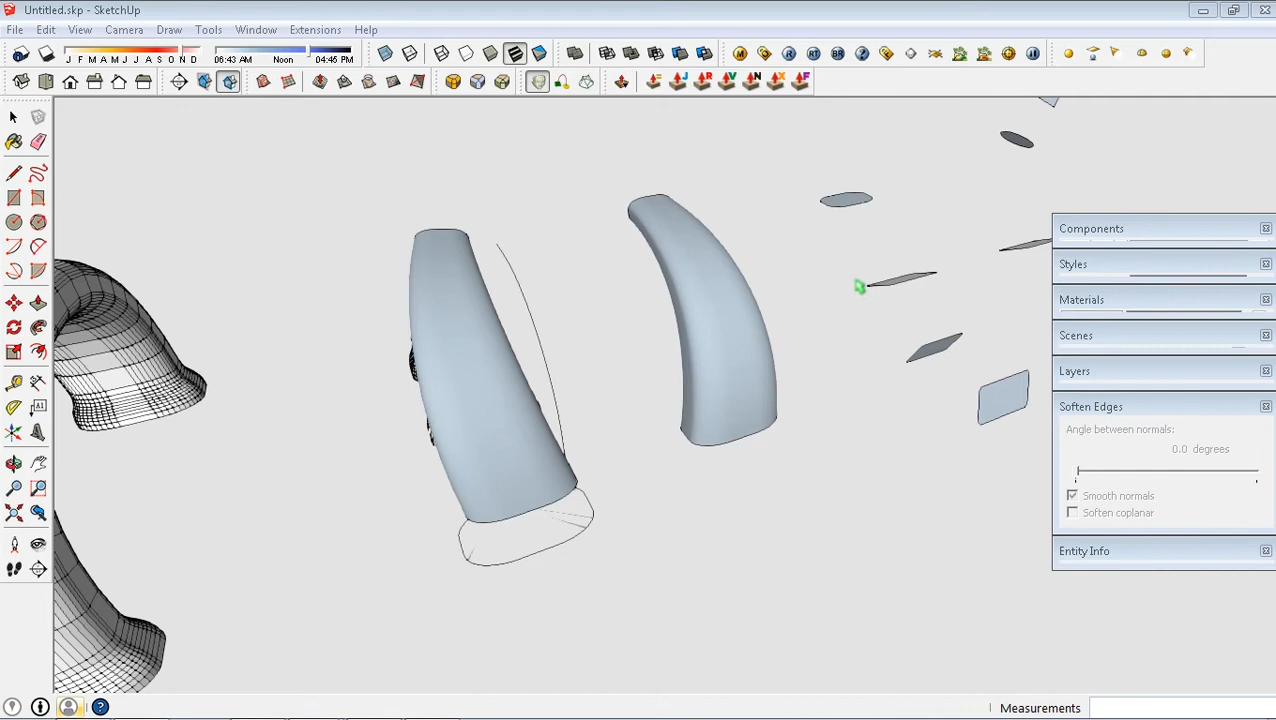 Untitled.skp - SketchUp
File Edit View Camera Draw Tools Window Extensions Help
J F M A M J J A S O N D 06:43 AM Noon 04:45 PM
M R RT BR
J R V N X F
Components
Styles
Materials
Scenes
Layers
Soften Edges
Angle between normals:
0.0 degrees
Smooth normals
Soften coplanar
Entity Info
Measurements